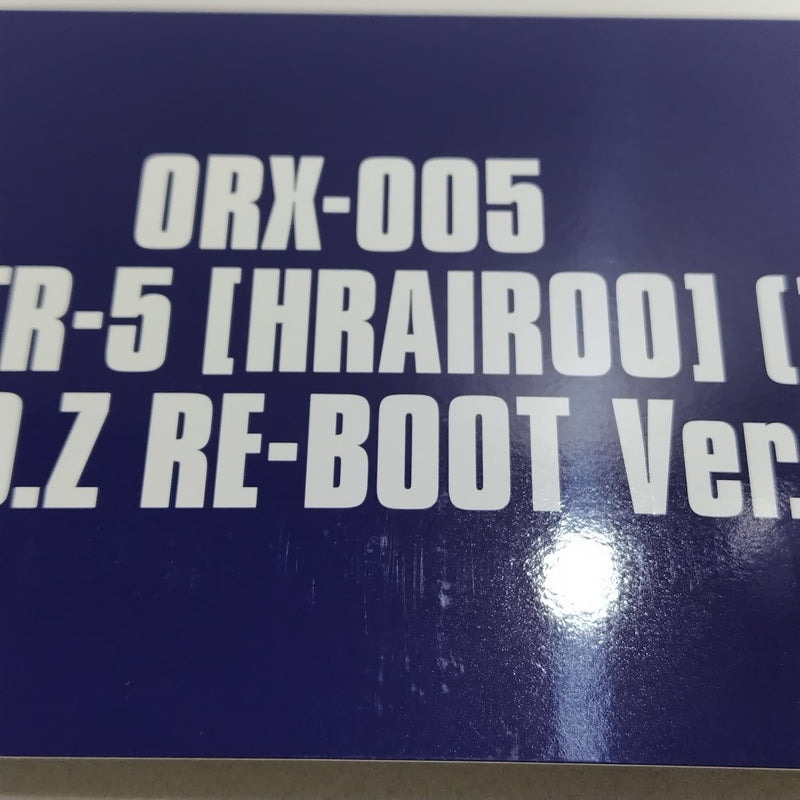 ORX-005
TR-5 [HRAIROO] (
.Z RE-BOOT Ver.